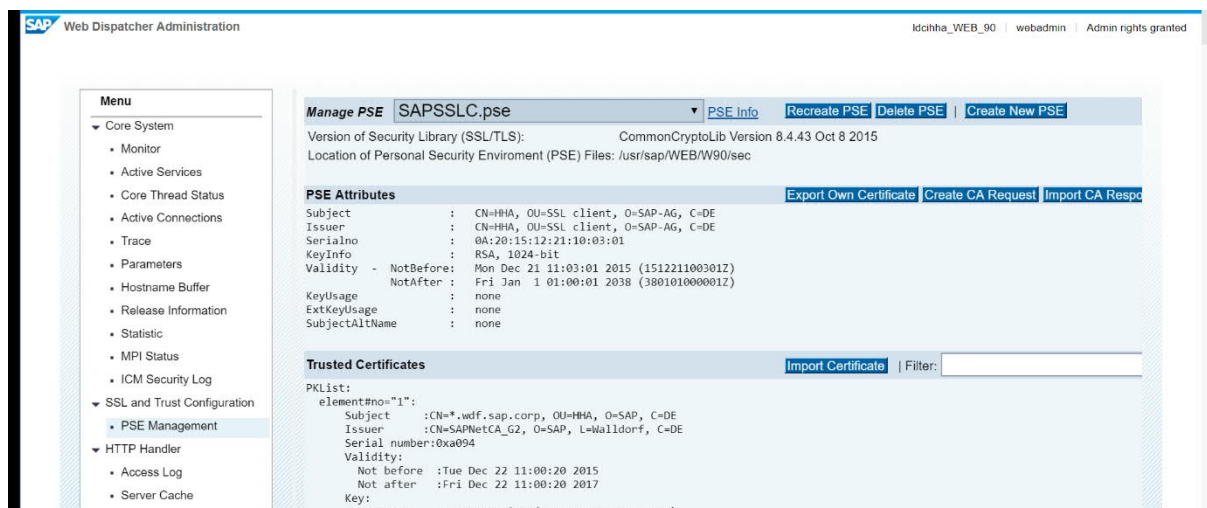 SAP Web Dispatcher Administration
ldcihha_WEB_90 | webadmin | Admin rights granted
Menu
Core System
Monitor
Active Services
Core Thread Status
Active Connections
Trace
Parameters
Hostname Buffer
Release Information
Statistic
MPI Status
ICM Security Log
SSL and Trust Configuration
PSE Management
HTTP Handler
Access Log
Server Cache
Manage PSE SAPSSLC.pse PSE Info Recreate PSE Delete PSE | Create New PSE
Version of Security Library (SSL/TLS): CommonCryptoLib Version 8.4.43 Oct 8 2015
Location of Personal Security Enviroment (PSE) Files: /usr/sap/WEB/W90/sec
PSE Attributes Export Own Certificate Create CA Request Import CA Respo
Subject : CN=HHA, OU=SSL client, O=SAP-AG, C=DE
Issuer : CN=HHA, OU=SSL client, O=SAP-AG, C=DE
Serialno : 0A:20:15:12:21:10:03:01
KeyInfo : RSA, 1024-bit
Validity - NotBefore: Mon Dec 21 11:03:01 2015 (151221100301Z)
NotAfter : Fri Jan 1 01:00:01 2038 (380101000001Z)
KeyUsage : none
ExtKeyUsage : none
SubjectAltName : none
Trusted Certificates Import Certificate | Filter:
PKList:
element#no="1":
Subject :CN=*.wdf.sap.corp, OU=HHA, O=SAP, C=DE
Issuer :CN=SAPNetCA_G2, O=SAP, L=Walldorf, C=DE
Serial number:0xa094
Validity:
Not before :Tue Dec 22 11:00:20 2015
Not after :Fri Dec 22 11:00:20 2017
Key: